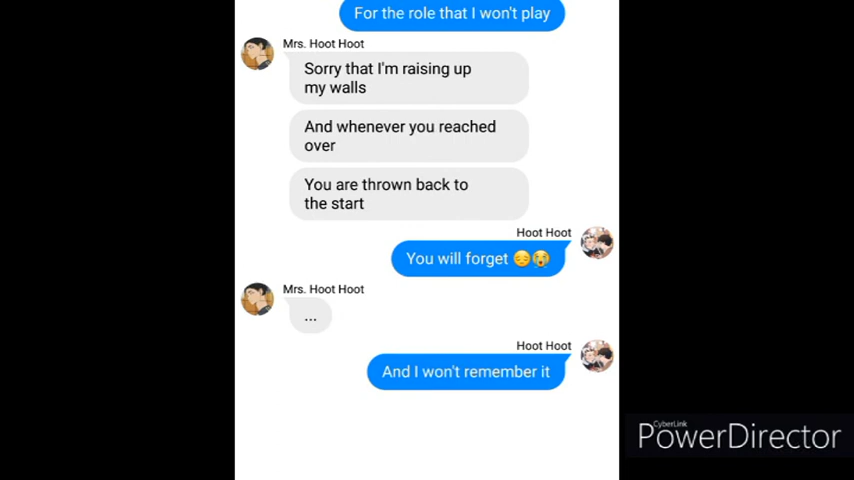 For the role that I won't play
Mrs. Hoot Hoot
Sorry that I'm raising up
my walls
And whenever you reached
over
You are thrown back to
the start
Hoot Hoot
You will forget 😔😭
Mrs. Hoot Hoot
...
Hoot Hoot
And I won't remember it
CyberLink
PowerDirector